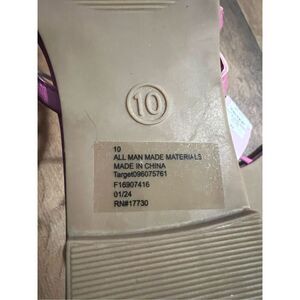 10
10
ALL MAN MADE MATERIALS
MADE IN CHINA
Target096075761
F16907416
01/24
RN#17730